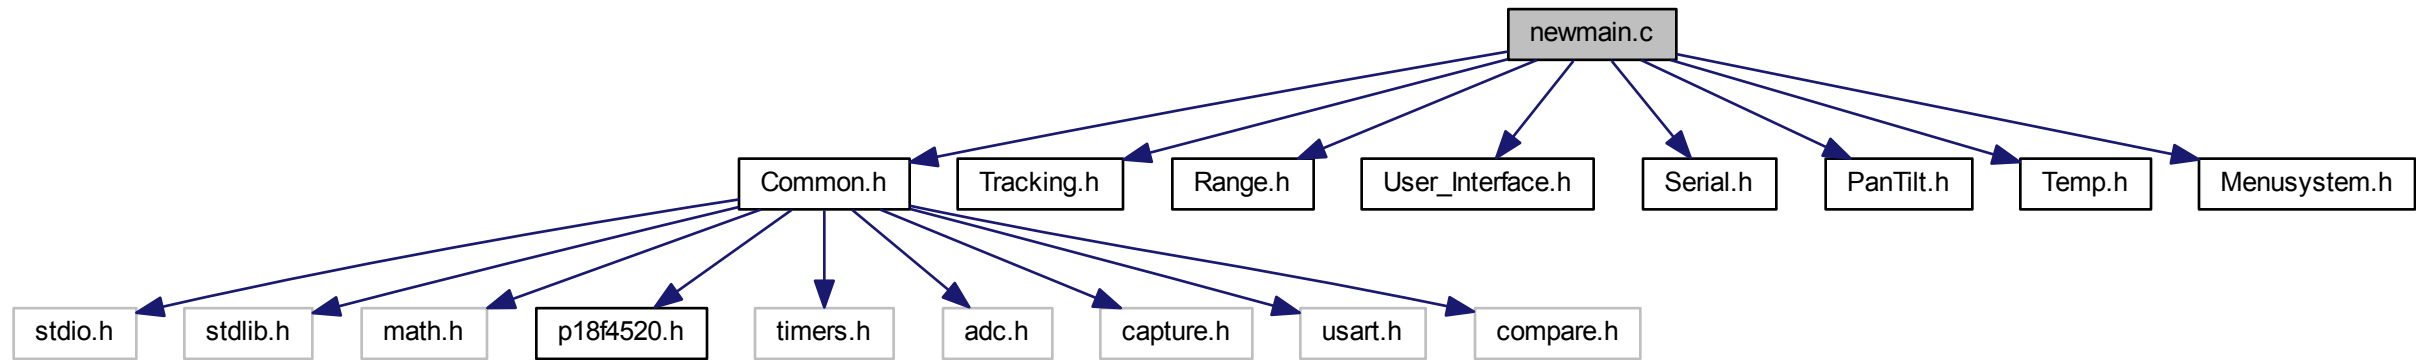 newmain.c
Common.h
Tracking.h
Range.h
User_Interface.h
Serial.h
PanTilt.h
Temp.h
Menusystem.h
stdio.h
stdlib.h
math.h
p18f4520.h
timers.h
adc.h
capture.h
usart.h
compare.h